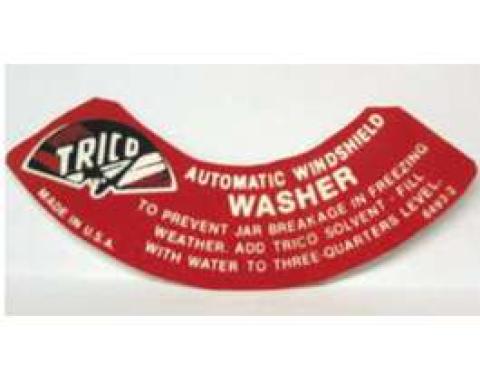 TRICO
MADE IN U.S.A.
AUTOMATIC WINDSHIELD
WASHER
TO PREVENT JAR BREAKAGE IN FREEZING
WEATHER. ADD TRICO SOLVENT - FILL
WITH WATER TO THREE-QUARTERS LEVEL.